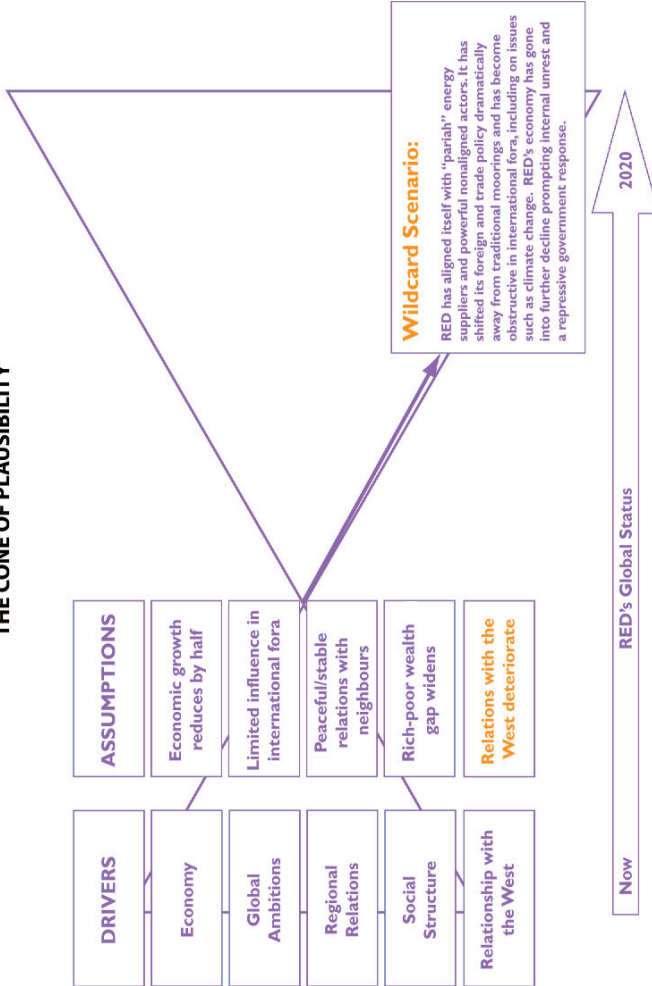 THE CONE OF PLAUSIBILITY
DRIVERS
ASSUMPTIONS
Economy
Economic growth
reduces by half
Global
Ambitions
Limited influence in
international fora
Regional
Relations
Peaceful/stable
relations with
neighbours
Social
Structure
Rich-poor wealth
gap widens
Relationship with
the West
Relations with the
West deteriorate
Wildcard Scenario:
RED has aligned itself with “pariah” energy
suppliers and powerful nonaligned actors. It has
shifted its foreign and trade policy dramatically
away from traditional moorings and has become
obstructive in international fora, including on issues
such as climate change. RED’s economy has gone
into further decline prompting internal unrest and
a repressive government response.
Now
RED’s Global Status
2020